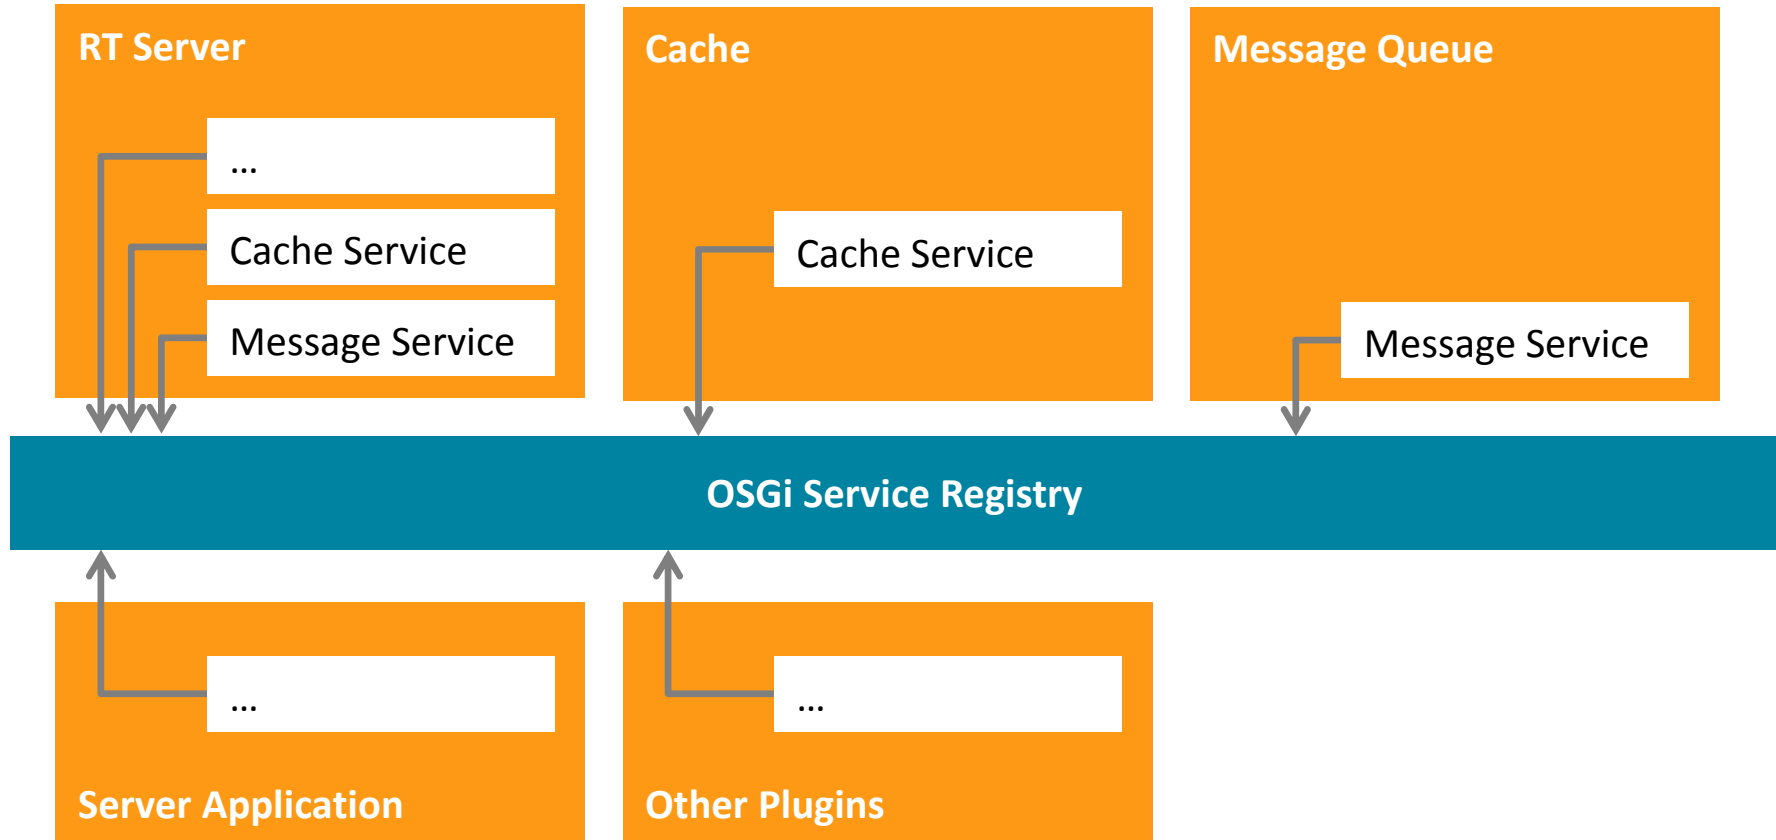 RT Server
...
Cache Service
Message Service
Cache
Cache Service
Message Queue
Message Service
OSGi Service Registry
...
Server Application
...
Other Plugins